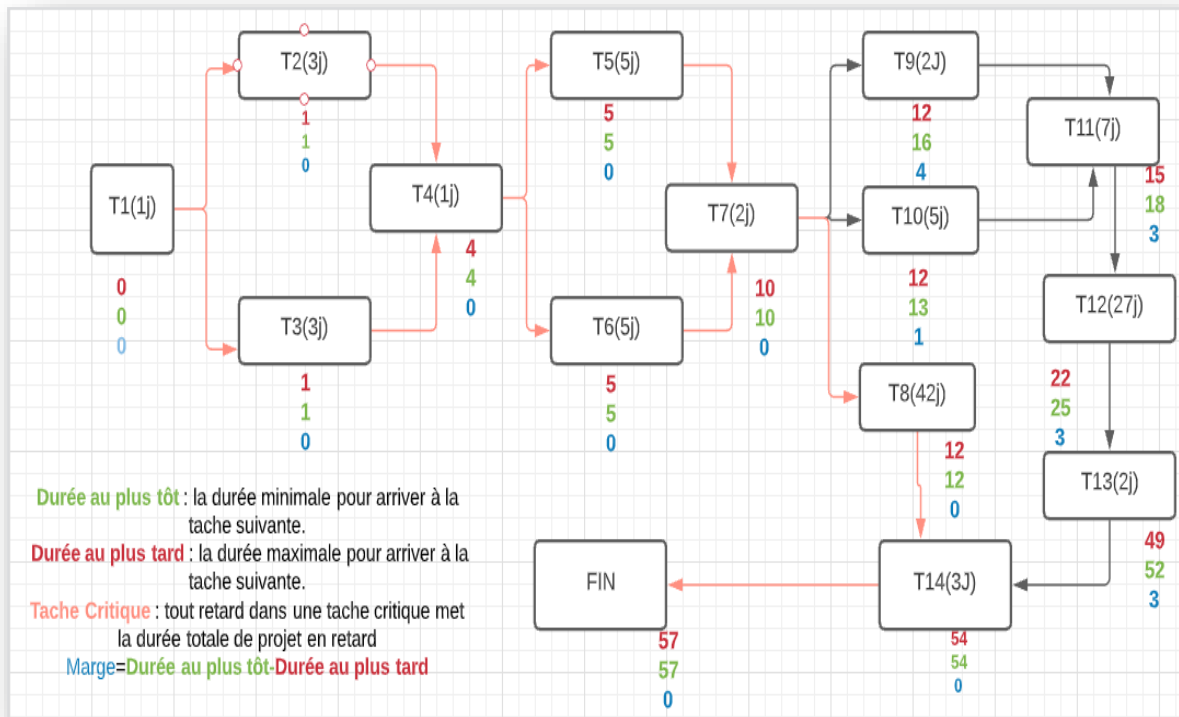 T2(3j)
1
1
0
T5(5j)
5
5
0
T9(2J)
12
16
4
T11(7j)
15
18
3
T1(1j)
0
0
0
T4(1j)
4
4
0
T7(2j)
10
10
0
T10(5j)
12
13
1
T3(3j)
1
1
0
T6(5j)
5
5
0
T12(27j)
22
25
3
T8(42j)
12
12
0
T13(2j)
49
52
3
Durée au plus tôt : la durée minimale pour arriver à la
tache suivante.
Durée au plus tard : la durée maximale pour arriver à la
tache suivante.
Tache Critique : tout retard dans une tache critique met
la durée totale de projet en retard
Marge=Durée au plus tôt-Durée au plus tard
FIN
57
57
0
T14(3J)
54
54
0